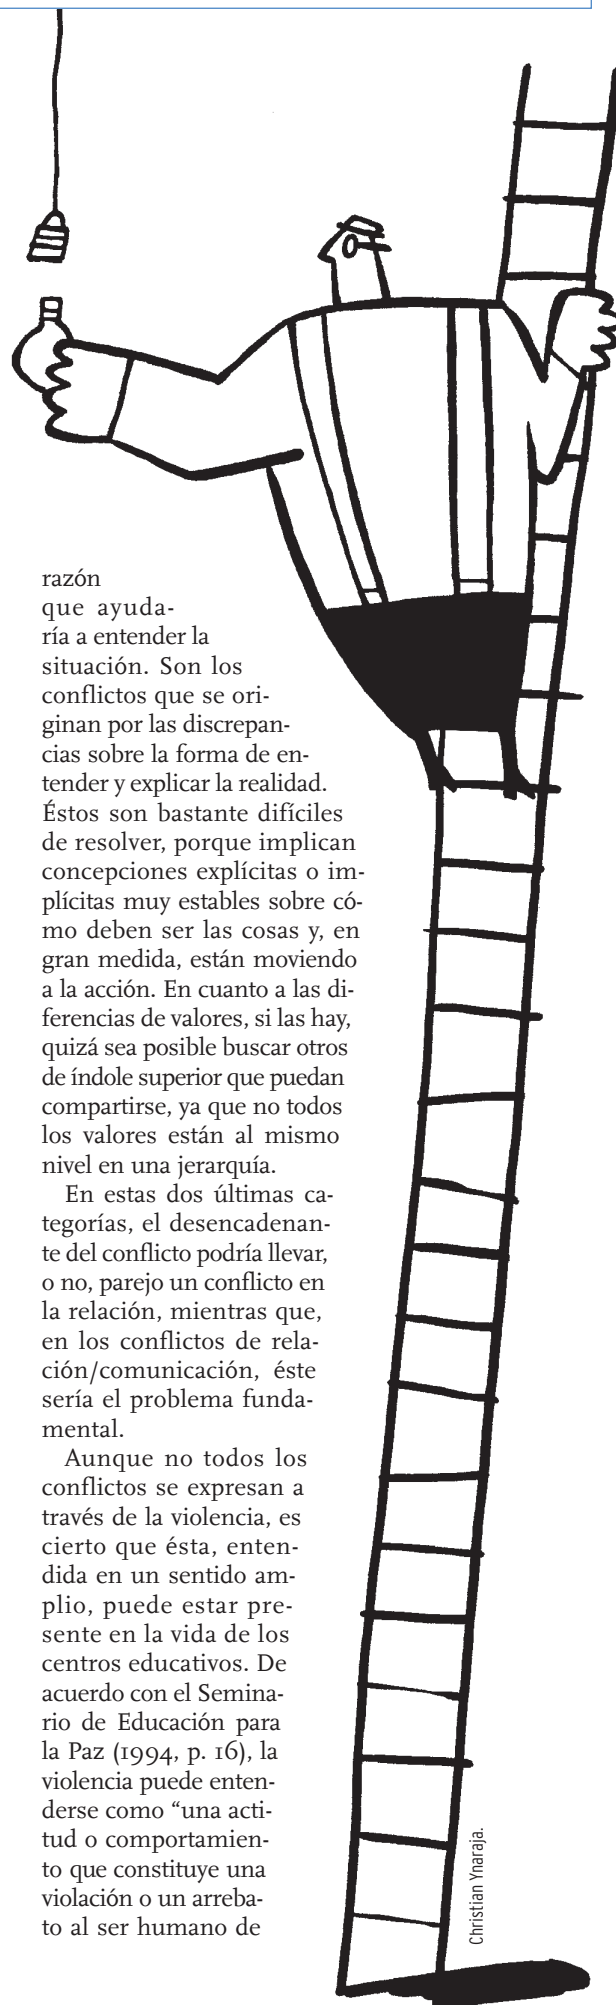 razón
que ayuda-
ría a entender la
situación. Son los
conflictos que se ori-
ginan por las discrepan-
cias sobre la forma de en-
tender y explicar la realidad.
Éstos son bastante difíciles
de resolver, porque implican
concepciones explícitas o im-
plícitas muy estables sobre có-
mo deben ser las cosas y, en
gran medida, están moviendo
a la acción. En cuanto a las di-
ferencias de valores, si las hay,
quizá sea posible buscar otros
de índole superior que puedan
compartirse, ya que no todos
los valores están al mismo
nivel en una jerarquía.
En estas dos últimas ca-
tegorías, el desencadenan-
te del conflicto podría llevar,
o no, parejo un conflicto en
la relación, mientras que,
en los conflictos de rela-
ción/comunicación, éste
sería el problema funda-
mental.
Aunque no todos los
conflictos se expresan a
través de la violencia, es
cierto que ésta, enten-
dida en un sentido am-
plio, puede estar pre-
sente en la vida de los
centros educativos. De
acuerdo con el Semina-
rio de Educación para
la Paz (1994, p. 16), la
violencia puede enten-
derse como “una acti-
tud o comportamien-
to que constituye una
violación o un arreba-
to al ser humano de
Christian Ynaraja.